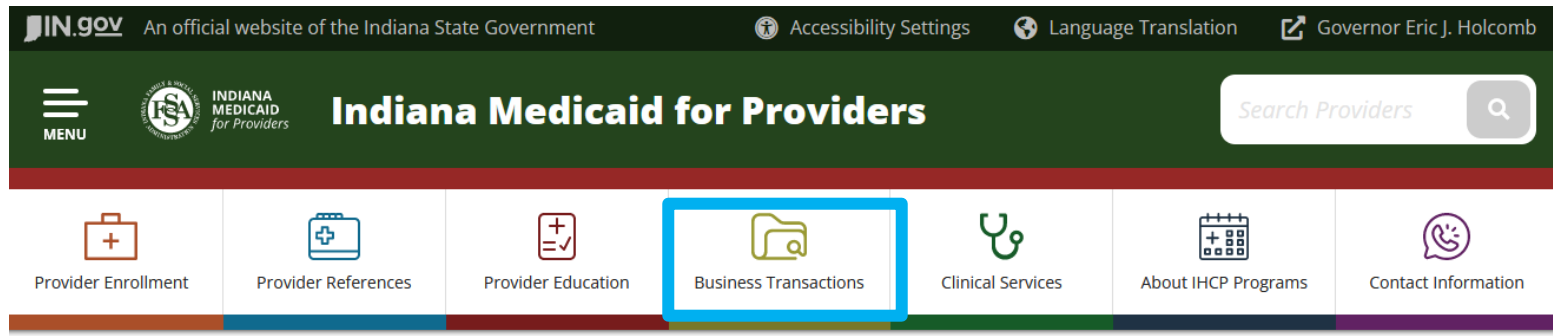 IN.gov An official website of the Indiana State Government Accessibility Settings Language Translation Governor Eric J. Holcomb
MENU
INDIANA
MEDICAID
for Providers
Indiana Medicaid for Providers
Search Providers
Provider Enrollment Provider References Provider Education Business Transactions Clinical Services About IHCP Programs Contact Information